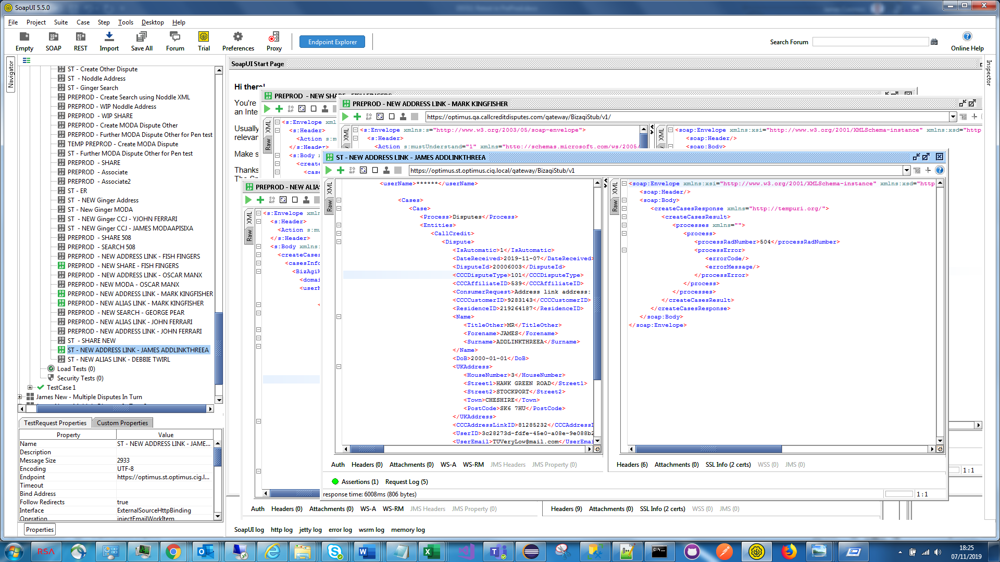 SoapUI 5.5.0
File Project Suite Case Step Tools Desktop Help
Empty SOAP REST Import Save All Forum Trial Preferences Proxy
Endpoint Explorer
Search Forum
Online Help
Navigator
ST - Create Other Dispute
ST - Noddle Address
ST - Ginger Search
PREPROD - Create Search using Noddle XML
PREPROD - WIP Noddle Address
PREPROD - WIP SHARE
PREPROD - Create MODA Dispute Other
PREPROD - Further MODA Dispute Other for Pen test
TEMP PREPROD - Create MODA Dispute
ST - Further MODA Dispute Other for Pen test
PREPROD - SHARE
PREPROD - Associate
PREPROD - Associate2
ST - ER
ST - NEW Ginger Address
ST - New Ginger MODA
ST - NEW Ginger CCJ - YJOHN FERRARI
ST - NEW Ginger CCJ - JAMES MODAAPISIXA
PREPROD - SHARE 508
PREPROD - SEARCH 508
PREPROD - NEW ADDRESS LINK - FISH FINGERS
PREPROD - NEW SHARE - FISH FINGERS
PREPROD - NEW ADDRESS LINK - OSCAR MANX
PREPROD - NEW MODA - OSCAR MANX
PREPROD - NEW ADDRESS LINK - MARK KINGFISHER
PREPROD - NEW ALIAS LINK - MARK KINGFISHER
PREPROD - NEW SEARCH - GEORGE PEAR
PREPROD - NEW ALIAS LINK - JOHN FERRARI
PREPROD - NEW ADDRESS LINK - JOHN FERRARI
ST - SHARE NEW
ST - NEW ADDRESS LINK - JAMES ADDLINKTHREEA
ST - NEW ALIAS LINK - DEBBIE TWIRL
Load Tests (0)
Security Tests (0)
TestCase 1
James New - Multiple Disputes In Turn
TestRequest Properties Custom Properties
Property Value
Name ST - NEW ADDRESS LINK - JAME...
Description
Message Size 2933
Encoding UTF-8
Endpoint https://optimus.st.optimus.cig.l...
Timeout
Bind Address
Follow Redirects true
Interface ExternalSourceHttpBinding
Operation injectEmailWorkItem
Properties
SoapUI Start Page
Inspector
Hi there!
You're
an Inte
Usually
relevan
Make s
Thanks
PREPROD - NEW SHARE - FISH FINGERS
XML
Raw
<s:Envelope xml
<s:Header>
<Action s:m
</s:Header>
<s:Body x
<create
<cas
PREPROD - NEW ADDRESS LINK - MARK KINGFISHER
https://optimus.qa.callcreditdisputes.com/gateway/BizaqiStub/v1/
XML
<s:Envelope xmlns:s="http://www.w3.org/2003/05/soap-envelope">
<s:Header>
<Action s:mustUnderstand="1" xmlns="http://schemas.microsoft.com/ws/2005/
XML
<soap:Envelope xmlns:xsi="http://www.w3.org/2001/XMLSchema-instance" xmlns:xsd="http
<soap:Header/>
<soap:Body>
PREPROD - NEW ALIAS
XML
Raw
<s:Envelope xmln
<s:Header>
<Action s:mu
</s:Header>
<s:Body xmlns:
<createCases
<casesInfo
<BizAgiW
<domai
<userN
Auth Headers (0) Attachments (0) WS-A WS-RM JMS Headers JMS Property (0)
Headers (9) Attachments (0) SSL Info (2 certs) WSS (0) JMS (0)
1 : 1
ST - NEW ADDRESS LINK - JAMES ADDLINKTHREEA
https://optimus.st.optimus.cig.local/gateway/BizaqiStub/v1
XML
Raw
<userName>******</userName>
<Cases>
<Case>
<Process>Disputes</Process>
<Entities>
<CallCredit>
<Dispute>
<IsAutomatic>1</IsAutomatic>
<DateReceived>2019-11-07</DateReceived>
<DisputeId>20006003</DisputeId>
<CCCDisputeType>101</CCCDisputeType>
<CCCAffiliateID>539</CCCAffiliateID>
<ConsumerRequest>Address link address:
<CCCCustomerID>9283143</CCCCustomerID>
<ResidenceID>219264187</ResidenceID>
<Name>
<TitleOther>MR</TitleOther>
<Forename>JAMES</Forename>
<Surname>ADDLINKTHREEA</Surname>
</Name>
<DoB>2000-01-01</DoB>
<UKAddress>
<HouseNumber>3</HouseNumber>
<Street1>HAWK GREEN ROAD</Street1>
<Street2>STOCKPORT</Street2>
<Town>CHESHIRE</Town>
<PostCode>SK6 7HU</PostCode>
</UKAddress>
<CCCAddressLinkID>81285232</CCCAddressI
<UserID>3c28273d-fdfe-45e0-a08e-9e088b2
<UserEmail>TUVeryLow@mail.com</UserEmai
XML
Raw
<soap:Envelope xmlns:xsi="http://www.w3.org/2001/XMLSchema-instance" xmlns:xsd="http
<soap:Header/>
<soap:Body>
<createCasesResponse xmlns="http://tempuri.org/">
<createCasesResult>
<processes xmlns="">
<process>
<processRadNumber>504</processRadNumber>
<processError>
<errorCode/>
<errorMessage/>
</processError>
</process>
</processes>
</createCasesResult>
</createCasesResponse>
</soap:Body>
</soap:Envelope>
Auth Headers (0) Attachments (0) WS-A WS-RM JMS Headers JMS Property (0)
Headers (6) Attachments (0) SSL Info (2 certs) WSS (0) JMS (0)
Assertions (1) Request Log (5)
response time: 6008ms (806 bytes)
1 : 1
SoapUI log http log jetty log error log wsrm log memory log
RSA
18:25
07/11/2019